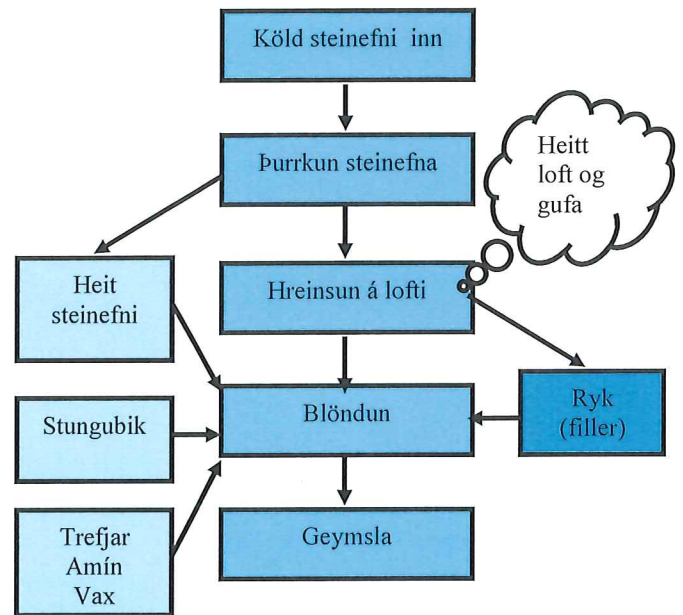 Köld steinefni inn
Þurrkun steinefna
Heitt
loft og
gufa
Heit
steinefni
Hreinsun á lofti
Stungubik
Blöndun
Ryk
(filler)
Trefjar
Amín
Vax
Geymsla